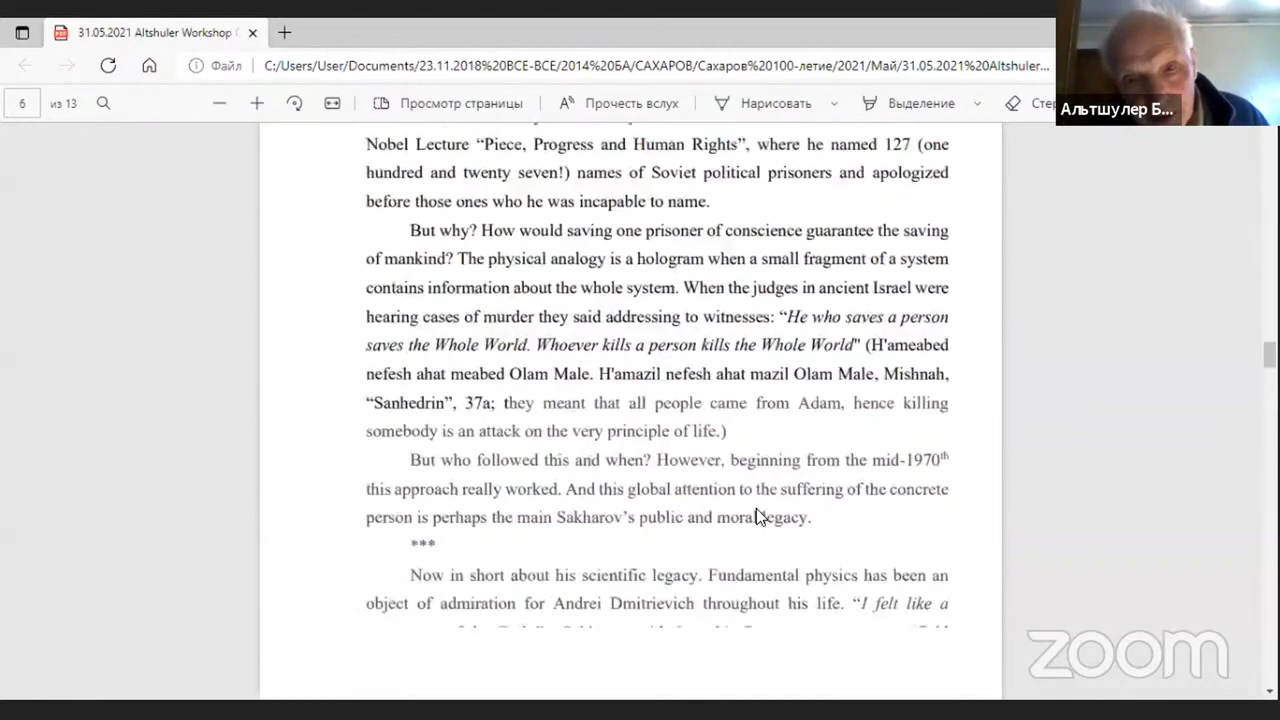 31.05.2021 Altshuler Workshop
Файл
C:/Users/User/Documents/23.11.2018%20ВСЕ-ВСЕ/2014%20БА/САХАРОВ/Сахаров%20100-летие/2021/Май/31.05.2021%20Altshuler...
6 из 13
Просмотр страницы
Прочесть вслух
Нарисовать
Выделение
Альтшулер Б...
Nobel Lecture “Piece, Progress and Human Rights”, where he named 127 (one
hundred and twenty seven!) names of Soviet political prisoners and apologized
before those ones who he was incapable to name.
But why? How would saving one prisoner of conscience guarantee the saving
of mankind? The physical analogy is a hologram when a small fragment of a system
contains information about the whole system. When the judges in ancient Israel were
hearing cases of murder they said addressing to witnesses: “He who saves a person
saves the Whole World. Whoever kills a person kills the Whole World" (H'ameabed
nefesh ahat meabed Olam Male. H'amazil nefesh ahat mazil Olam Male, Mishnah,
“Sanhedrin”, 37a; they meant that all people came from Adam, hence killing
somebody is an attack on the very principle of life.)
But who followed this and when? However, beginning from the mid-1970th
this approach really worked. And this global attention to the suffering of the concrete
person is perhaps the main Sakharov’s public and moral legacy.
***
Now in short about his scientific legacy. Fundamental physics has been an
object of admiration for Andrei Dmitrievich throughout his life. “I felt like a
zoom